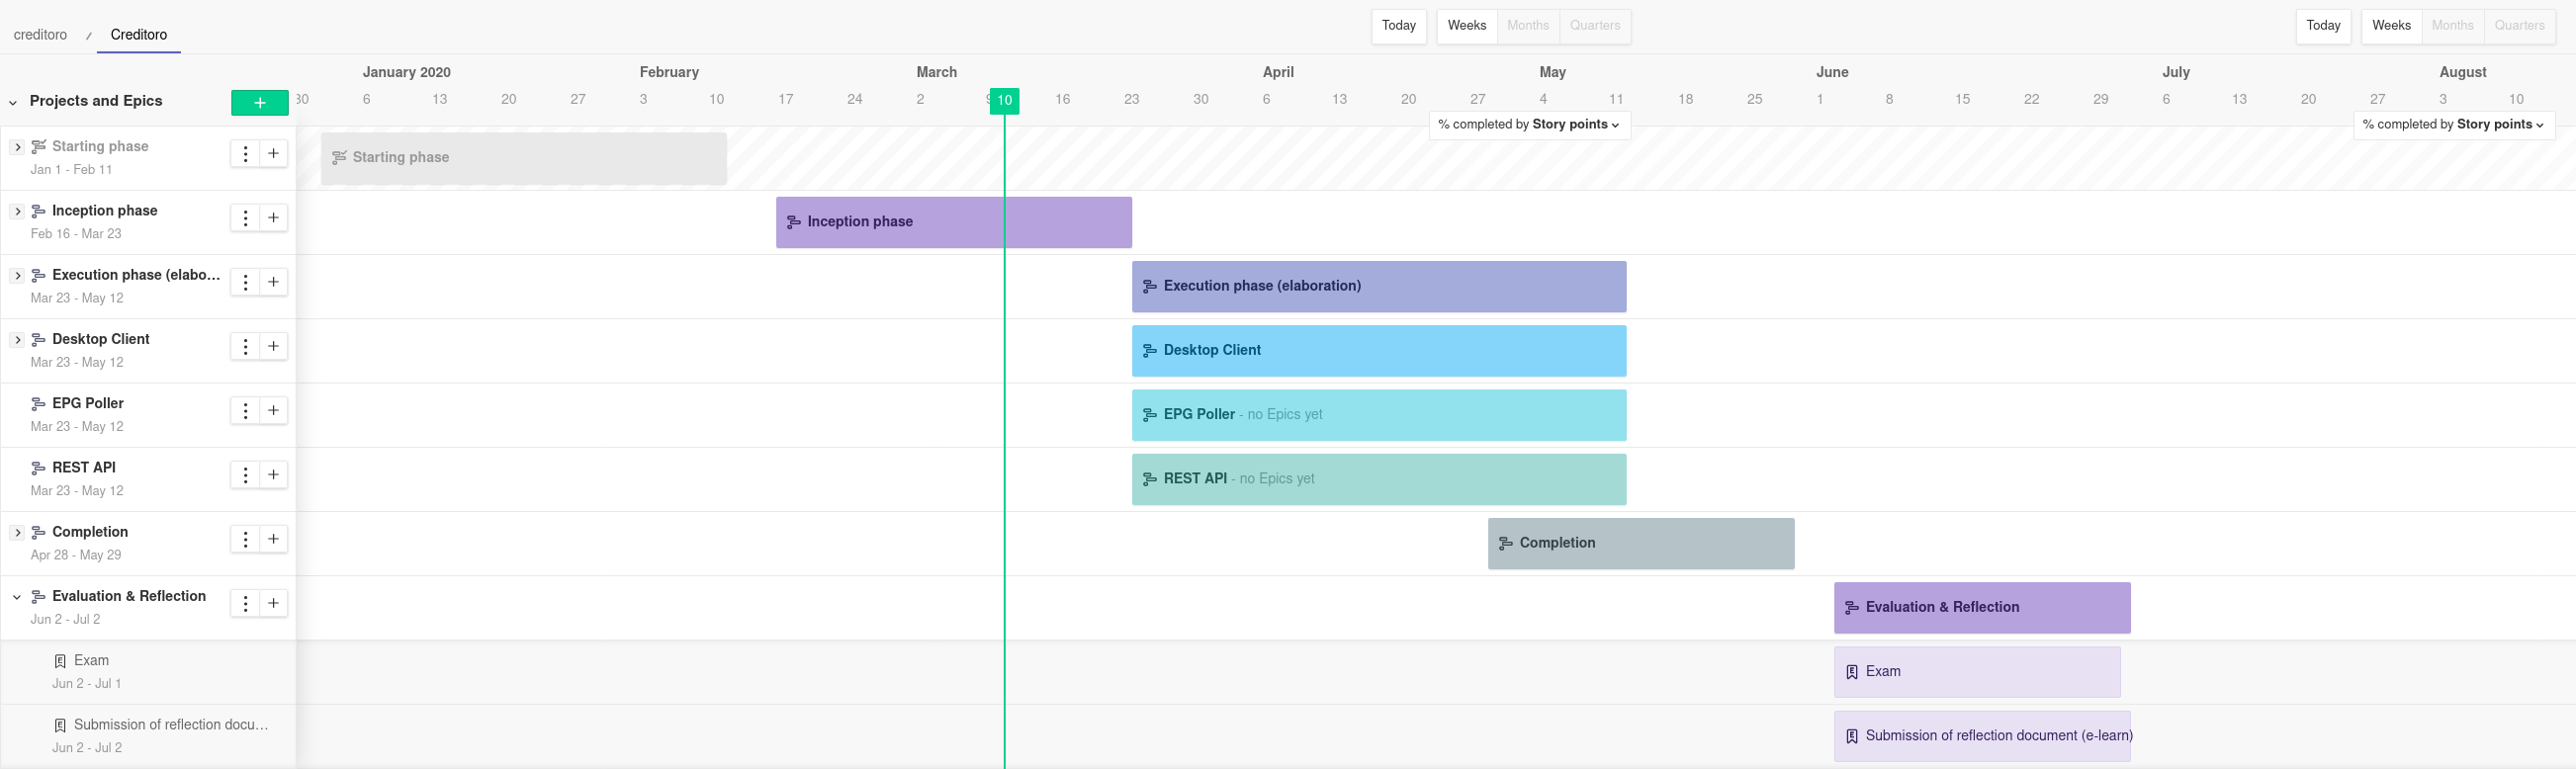 creditoro / Creditoro
Today Weeks Months Quarters Today Weeks Months Quarters
January 2020 February March April May June July August
Projects and Epics +
30 6 13 20 27 3 10 17 24 2 9 10 16 23 30 6 13 20 27 4 11 18 25 1 8 15 22 29 6 13 20 27 3 10
% completed by Story points % completed by Story points
Starting phase
Jan 1 - Feb 11
Starting phase
Inception phase
Feb 16 - Mar 23
Inception phase
Execution phase (elabo...
Mar 23 - May 12
Execution phase (elaboration)
Desktop Client
Mar 23 - May 12
Desktop Client
EPG Poller
Mar 23 - May 12
EPG Poller - no Epics yet
REST API
Mar 23 - May 12
REST API - no Epics yet
Completion
Apr 28 - May 29
Completion
Evaluation & Reflection
Jun 2 - Jul 2
Evaluation & Reflection
Exam
Jun 2 - Jul 1
Exam
Submission of reflection docu...
Jun 2 - Jul 2
Submission of reflection document (e-learn)